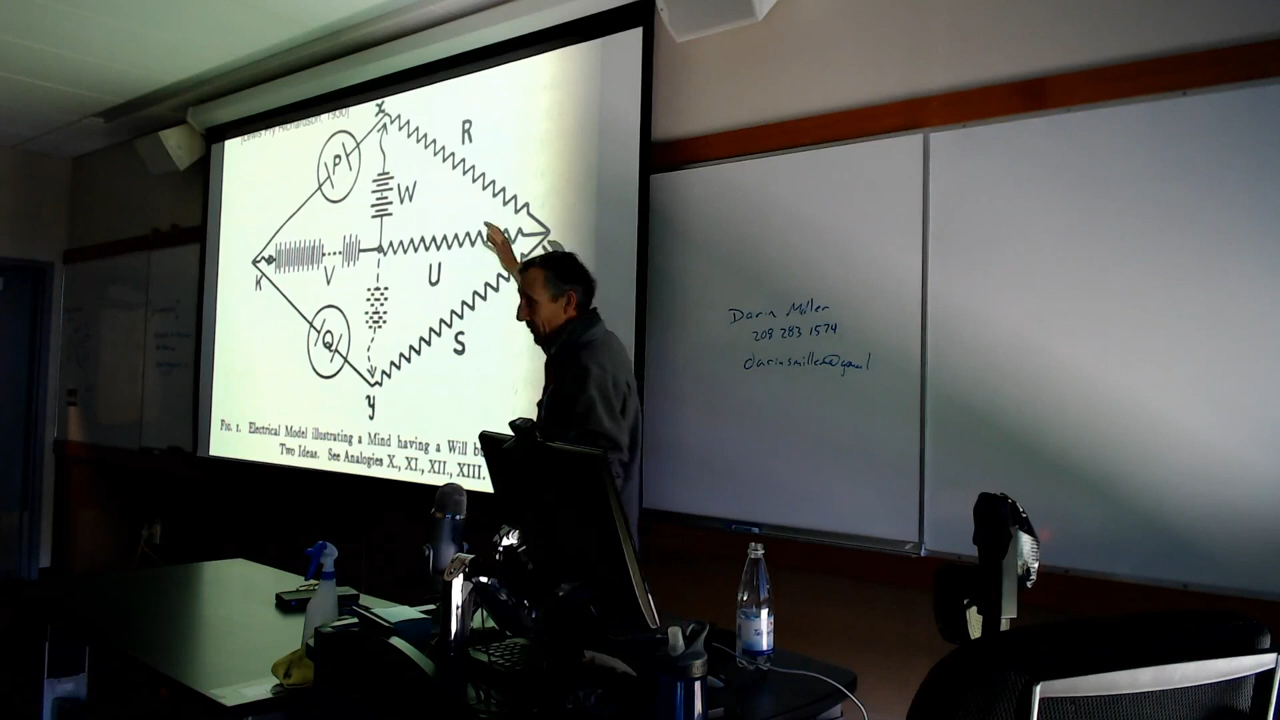 [Lewis Fry Richardson, 1930]
x
R
P
W
U
V
K
Q
S
y
Fig. 1. Electrical Model illustrating a Mind having a Will
Two Ideas. See Analogies X., XI., XII., XIII.
Darin Miller
208 283 1574